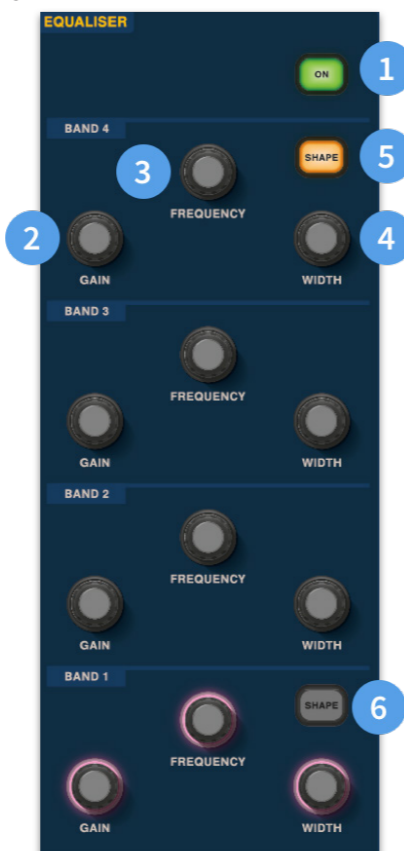 EQUALISER
ON
1
BAND 4
SHAPE
5
3
FREQUENCY
2
4
GAIN
WIDTH
BAND 3
FREQUENCY
GAIN
WIDTH
BAND 2
FREQUENCY
GAIN
WIDTH
BAND 1
SHAPE
6
FREQUENCY
GAIN
WIDTH